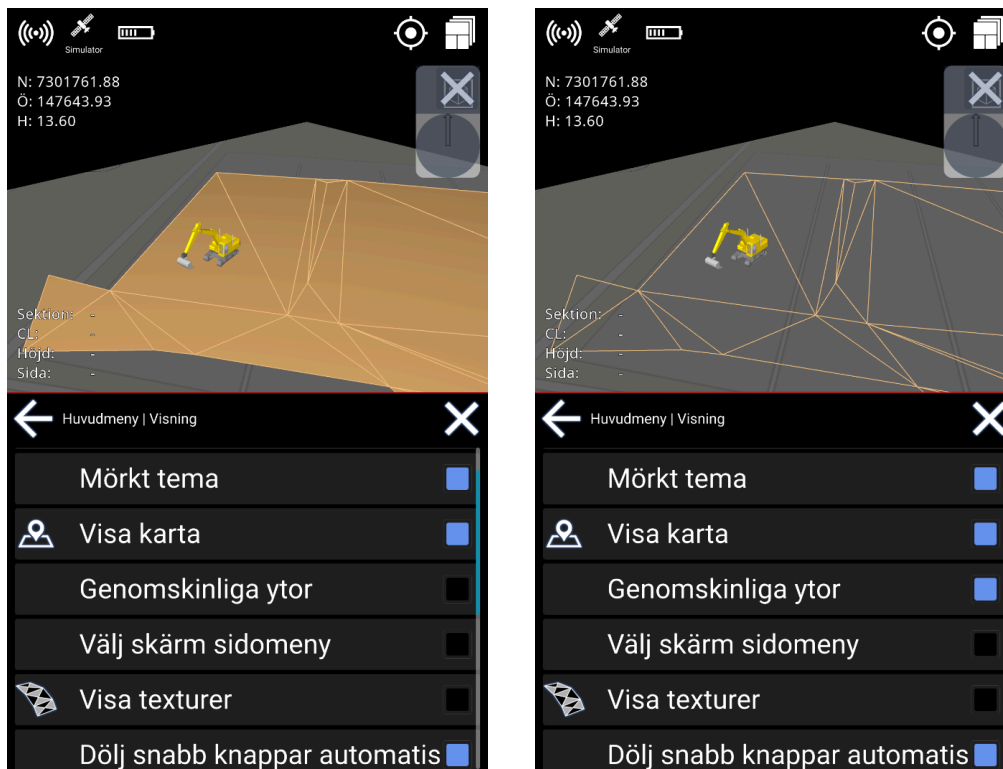 Simulator
N: 7301761.88
Ö: 147643.93
H: 13.60
Sektion: -
CL: -
Höjd: -
Sida: -
Huvudmeny | Visning
Mörkt tema
Visa karta
Genomskinliga ytor
Välj skärm sidomeny
Visa texturer
Dölj snabb knappar automatis
Simulator
N: 7301761.88
Ö: 147643.93
H: 13.60
Sektion: -
CL: -
Höjd: -
Sida: -
Huvudmeny | Visning
Mörkt tema
Visa karta
Genomskinliga ytor
Välj skärm sidomeny
Visa texturer
Dölj snabb knappar automatis